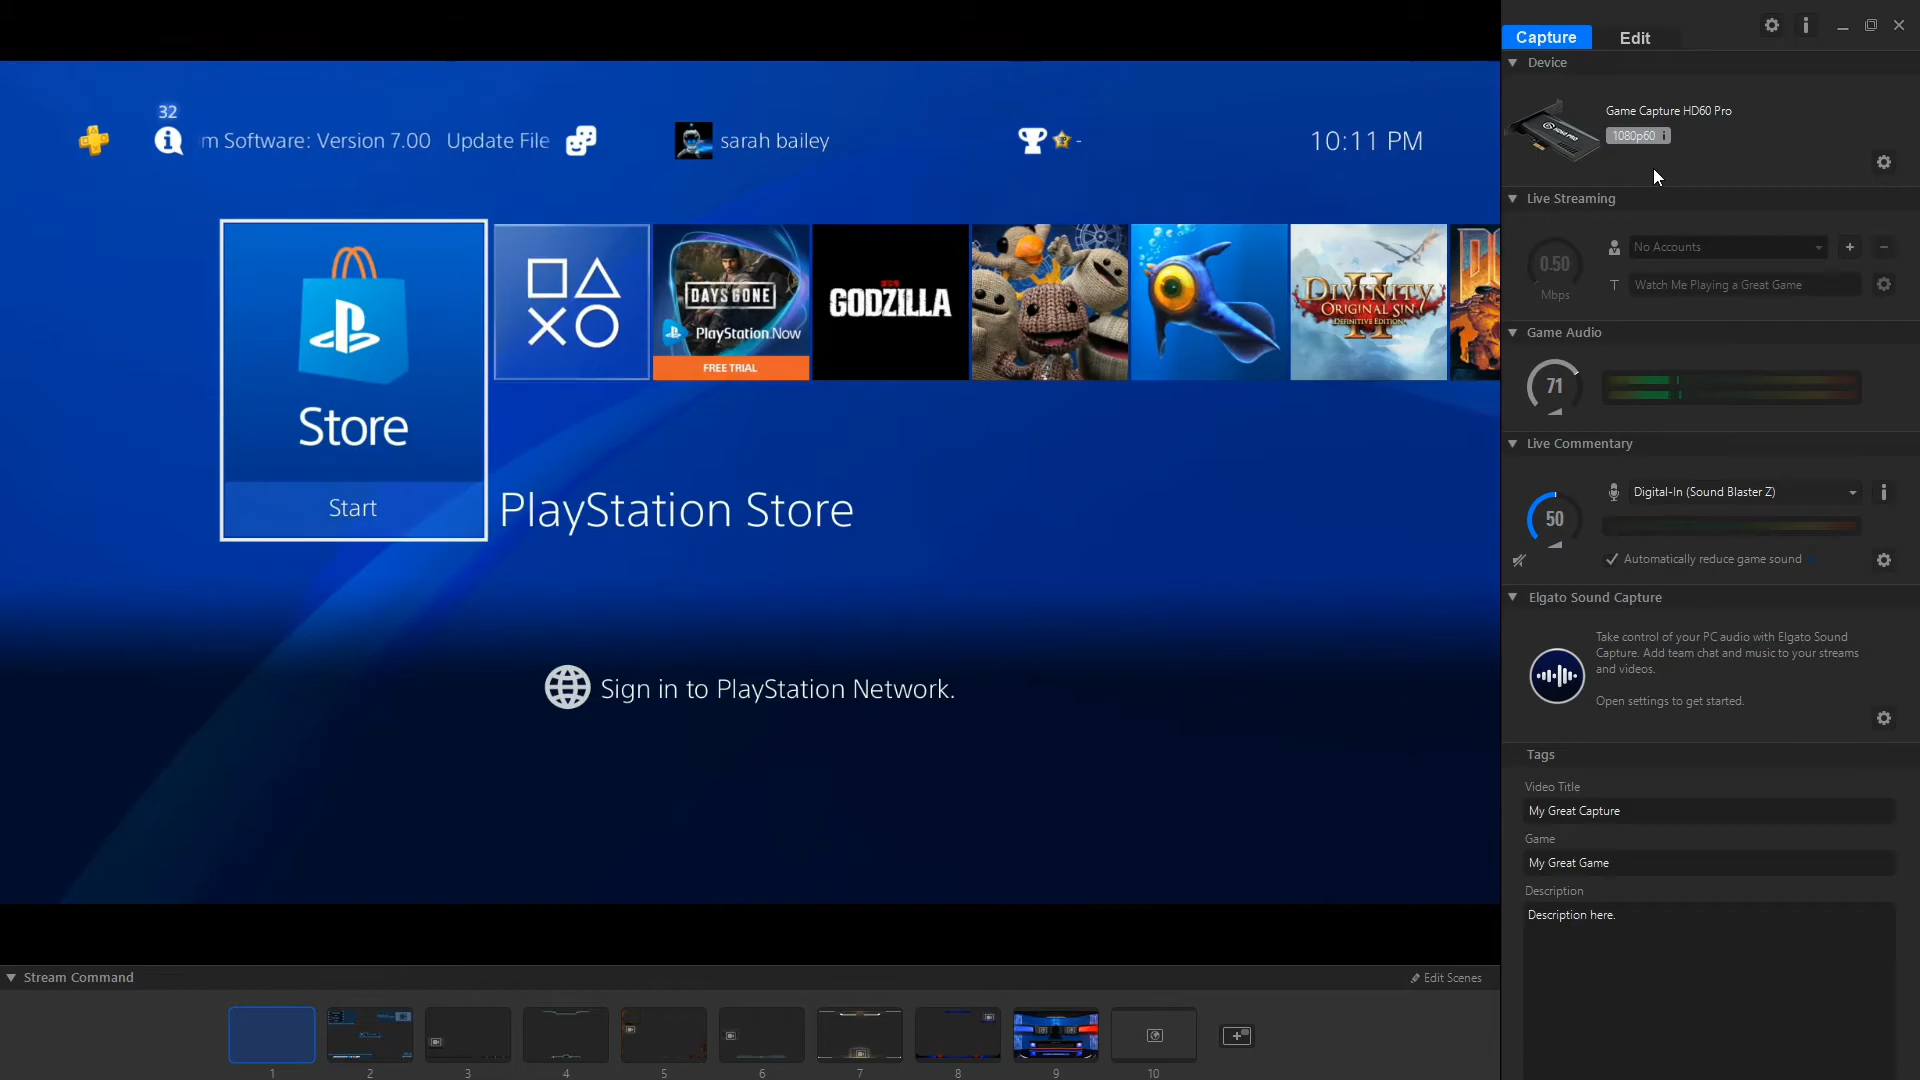 Capture
Edit
Device
Game Capture HD60 Pro
1080p60 i
32
m Software: Version 7.00 Update File
sarah bailey
-
10:11 PM
Live Streaming
0.50
Mbps
No Accounts
T Watch Me Playing a Great Game
Store
Start
DAYS GONE
PlayStation Now
FREE TRIAL
GODZILLA
DIVINITY
ORIGINAL SIN
II
DEFINITIVE EDITION
PlayStation Store
Sign in to PlayStation Network.
Game Audio
71
Live Commentary
50
Digital-In (Sound Blaster Z)
Automatically reduce game sound
Elgato Sound Capture
Take control of your PC audio with Elgato Sound
Capture. Add team chat and music to your streams
and videos.
Open settings to get started.
Tags
Video Title
My Great Capture
Game
My Great Game
Description
Description here.
Stream Command
Edit Scenes
1 2 3 4 5 6 7 8 9 10